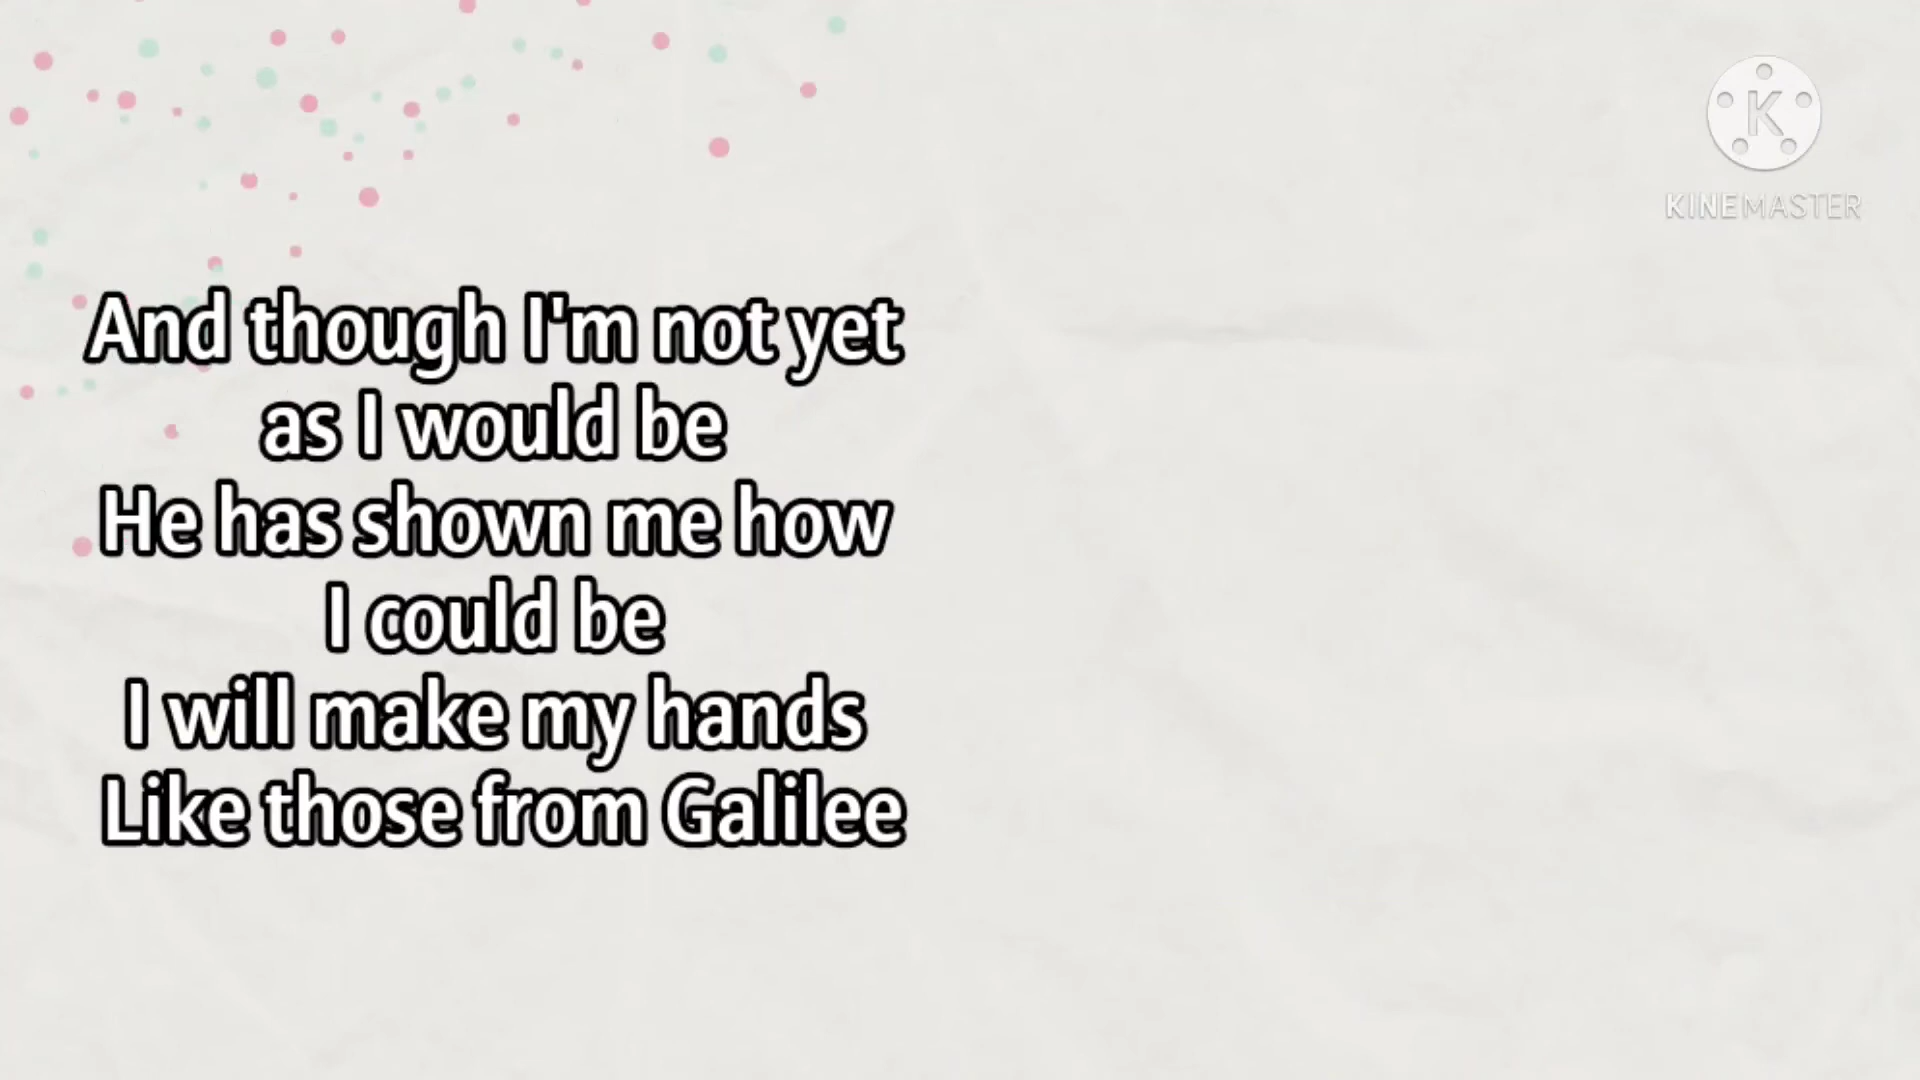 And though I'm not yet
as I would be
He has shown me how
I could be
I will make my hands
Like those from Galilee
K
KINEMASTER